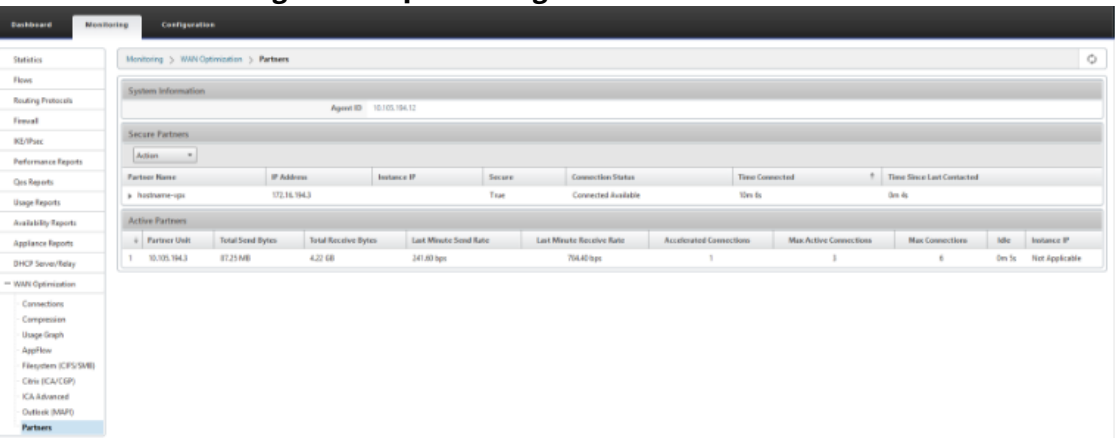 Dashboard Monitoring Configuration
Monitoring > WAN Optimization > Partners
Statistics
Flows
Routing Protocols
Firewall
IKE/IPsec
Performance Reports
Qos Reports
Usage Reports
Availability Reports
Appliance Reports
DHCP Server/Relay
WAN Optimization
Connections
Compression
Usage Graph
AppFlow
Filesystem (CIFS/SMB)
Citrix (ICA/CGP)
ICA Advanced
Outlook (MAPI)
Partners
System Information
Agent ID 10.105.194.12
Secure Partners
Action
Partner Name IP Address Instance IP Secure Connection Status Time Connected Time Since Last Contacted
hostname-vpx 172.16.194.3 True Connected Available 10m 6s 0m 4s
Active Partners
Partner Unit Total Send Bytes Total Receive Bytes Last Minute Send Rate Last Minute Receive Rate Accelerated Connections Max Active Connections Max Connections Idle Instance IP
1 10.105.194.3 87.25 MB 4.22 GB 241.60 bps 784.40 bps 1 3 6 0m 5s Not Applicable